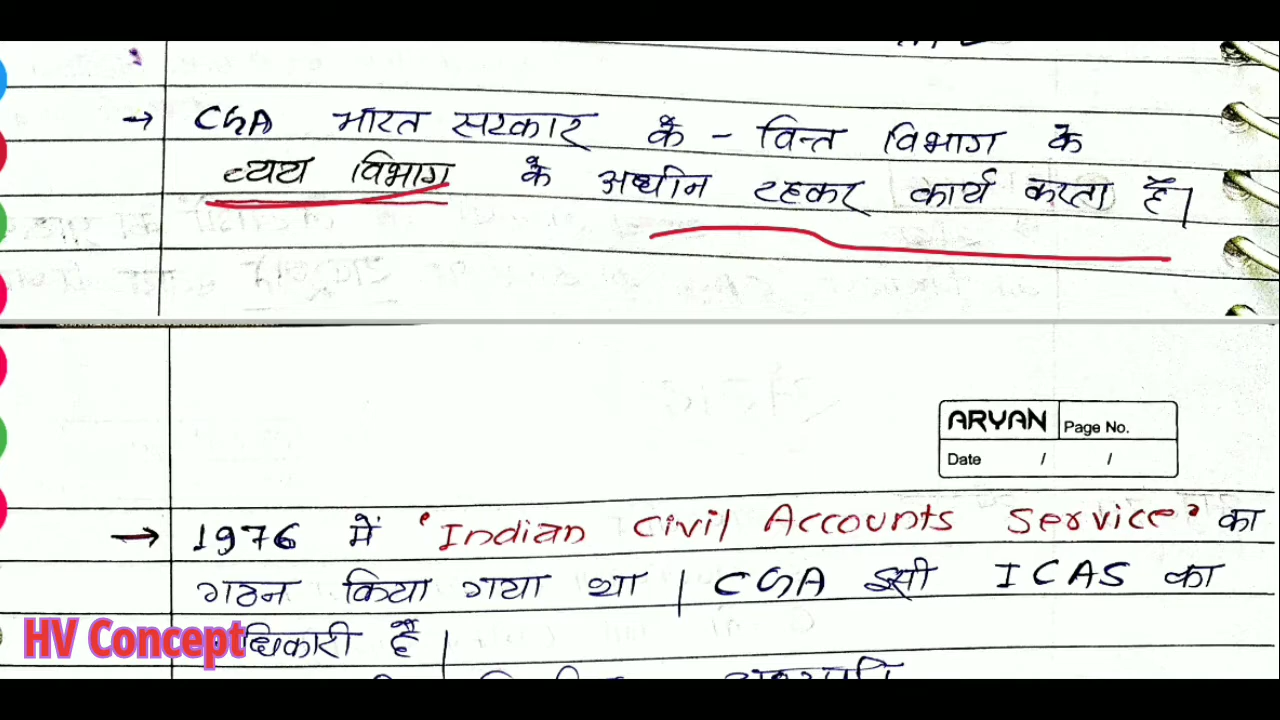 → CGA भारत सरकार के - वित्त विभाग के
व्यय विभाग के अधीन रहकर कार्य करता है।
ARYAN Page No.
Date / /
→ 1976 में 'Indian Civil Accounts Service' का
गठन किया गया था | CGA इसी ICAS का
धिकारी है |
HV Concept